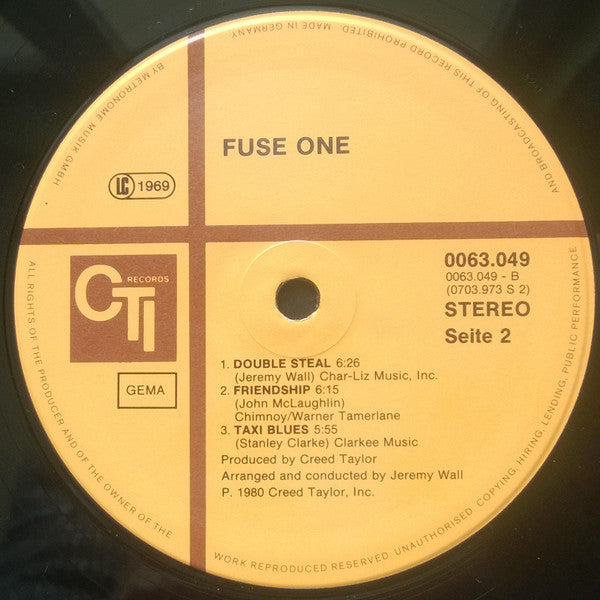 FUSE ONE
LC 1969
CTI RECORDS
GEMA
0063.049
0063.049 - B
(0703.973 S 2)
STEREO
Seite 2
1. DOUBLE STEAL 6:26
(Jeremy Wall) Char-Liz Music, Inc.
2. FRIENDSHIP 6:15
(John McLaughlin)
Chimnoy/Warner Tamerlane
3. TAXI BLUES 5:55
(Stanley Clarke) Clarkee Music
Produced by Creed Taylor
Arranged and conducted by Jeremy Wall
P. 1980 Creed Taylor, Inc.
ALL RIGHTS OF THE PRODUCER AND OF THE OWNER OF THE WORK REPRODUCED RESERVED. UNAUTHORISED COPYING, HIRING, LENDING, PUBLIC PERFORMANCE AND BROADCASTING OF THIS RECORD PROHIBITED. MADE IN GERMANY BY METRONOME MUSIK GMBH